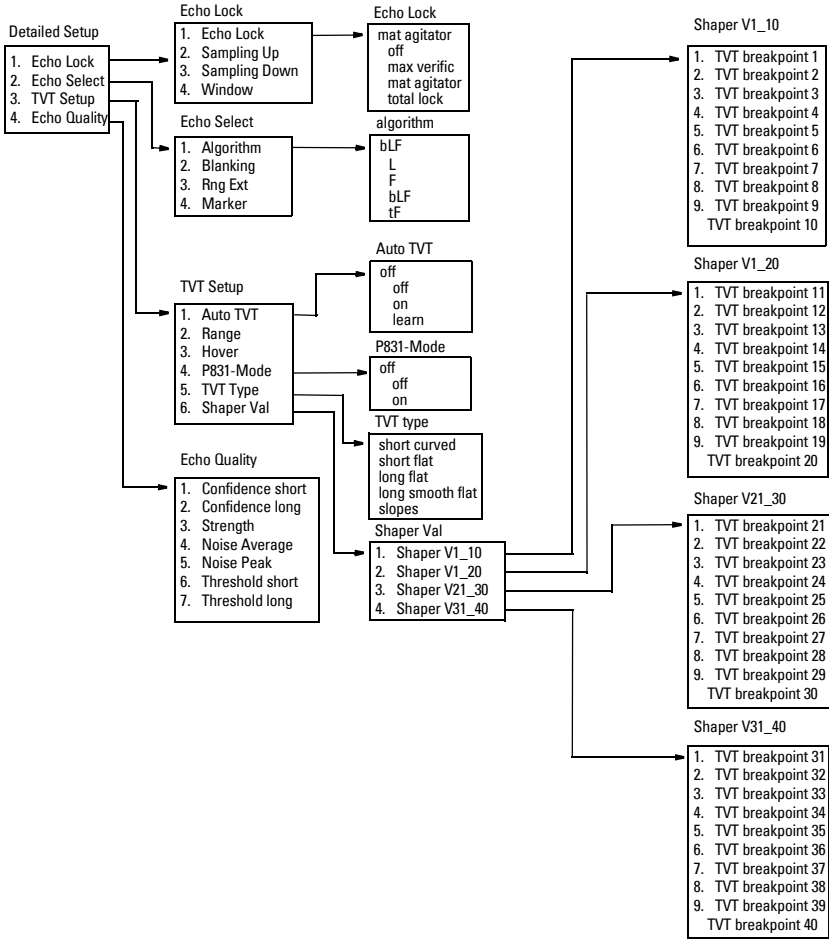 Detailed Setup
1. Echo Lock
2. Echo Select
3. TVT Setup
4. Echo Quality
Echo Lock
1. Echo Lock
2. Sampling Up
3. Sampling Down
4. Window
Echo Lock
mat agitator
off
max verific
mat agitator
total lock
Echo Select
1. Algorithm
2. Blanking
3. Rng Ext
4. Marker
algorithm
bLF
L
F
bLF
tF
TVT Setup
1. Auto TVT
2. Range
3. Hover
4. P831-Mode
5. TVT Type
6. Shaper Val
Auto TVT
off
off
on
learn
P831-Mode
off
off
on
TVT type
short curved
short flat
long flat
long smooth flat
slopes
Echo Quality
1. Confidence short
2. Confidence long
3. Strength
4. Noise Average
5. Noise Peak
6. Threshold short
7. Threshold long
Shaper Val
1. Shaper V1_10
2. Shaper V1_20
3. Shaper V21_30
4. Shaper V31_40
Shaper V1_10
1. TVT breakpoint 1
2. TVT breakpoint 2
3. TVT breakpoint 3
4. TVT breakpoint 4
5. TVT breakpoint 5
6. TVT breakpoint 6
7. TVT breakpoint 7
8. TVT breakpoint 8
9. TVT breakpoint 9
TVT breakpoint 10
Shaper V1_20
1. TVT breakpoint 11
2. TVT breakpoint 12
3. TVT breakpoint 13
4. TVT breakpoint 14
5. TVT breakpoint 15
6. TVT breakpoint 16
7. TVT breakpoint 17
8. TVT breakpoint 18
9. TVT breakpoint 19
TVT breakpoint 20
Shaper V21_30
1. TVT breakpoint 21
2. TVT breakpoint 22
3. TVT breakpoint 23
4. TVT breakpoint 24
5. TVT breakpoint 25
6. TVT breakpoint 26
7. TVT breakpoint 27
8. TVT breakpoint 28
9. TVT breakpoint 29
TVT breakpoint 30
Shaper V31_40
1. TVT breakpoint 31
2. TVT breakpoint 32
3. TVT breakpoint 33
4. TVT breakpoint 34
5. TVT breakpoint 35
6. TVT breakpoint 36
7. TVT breakpoint 37
8. TVT breakpoint 38
9. TVT breakpoint 39
TVT breakpoint 40